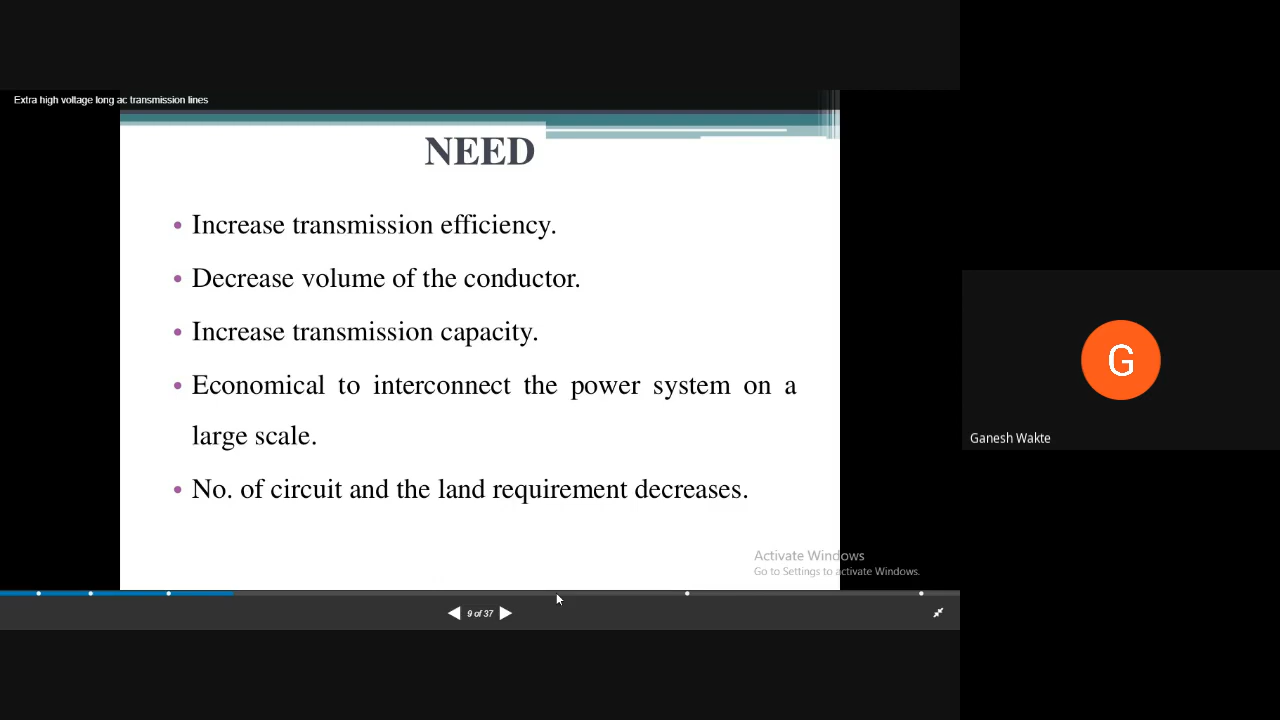 Extra high voltage long ac transmission lines
NEED
• Increase transmission efficiency.
• Decrease volume of the conductor.
• Increase transmission capacity.
• Economical to interconnect the power system on a
large scale.
• No. of circuit and the land requirement decreases.
Activate Windows
Go to Settings to activate Windows.
9 of 37
G
Ganesh Wakte